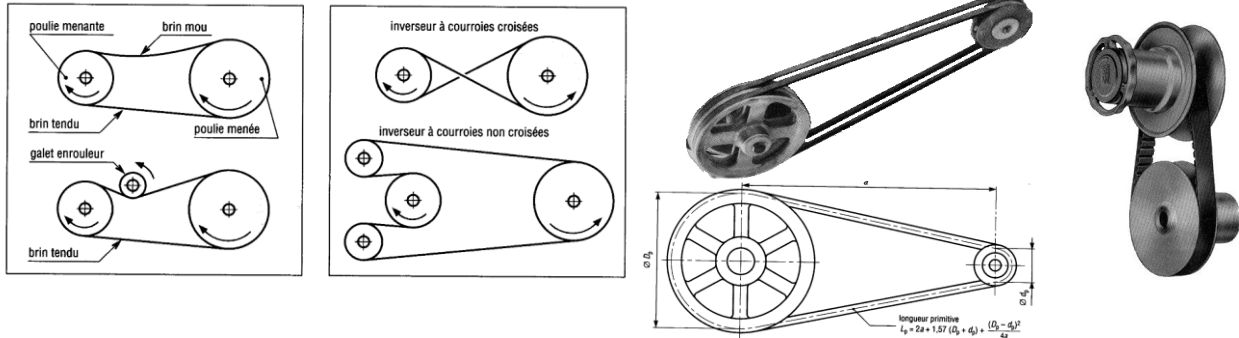 poulie menante
brin mou
brin tendu
poulie menée
galet enrouleur
brin tendu
inverseur à courroies croisées
inverseur à courroies non croisées
a
Ø Dp
Ø dp
longueur primitive
Lp = 2a + 1,57 (Dp + dp) + (Dp – dp)²
4a